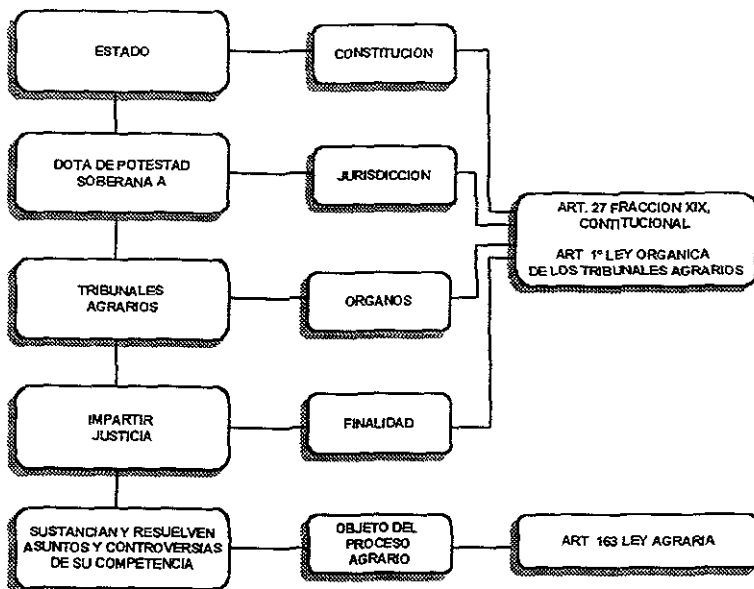 ESTADO
CONSTITUCION
DOTA DE POTESTAD
SOBERANA A
JURISDICCION
ART. 27 FRACCION XIX,
CONTITUCIONAL
ART 1º LEY ORGANICA
DE LOS TRIBUNALES AGRARIOS
TRIBUNALES
AGRARIOS
ORGANOS
IMPARTIR
JUSTICIA
FINALIDAD
SUSTANCIAN Y RESUELVEN
ASUNTOS Y CONTROVERSIAS
DE SU COMPETENCIA
OBJETO DEL
PROCESO
AGRARIO
ART 163 LEY AGRARIA